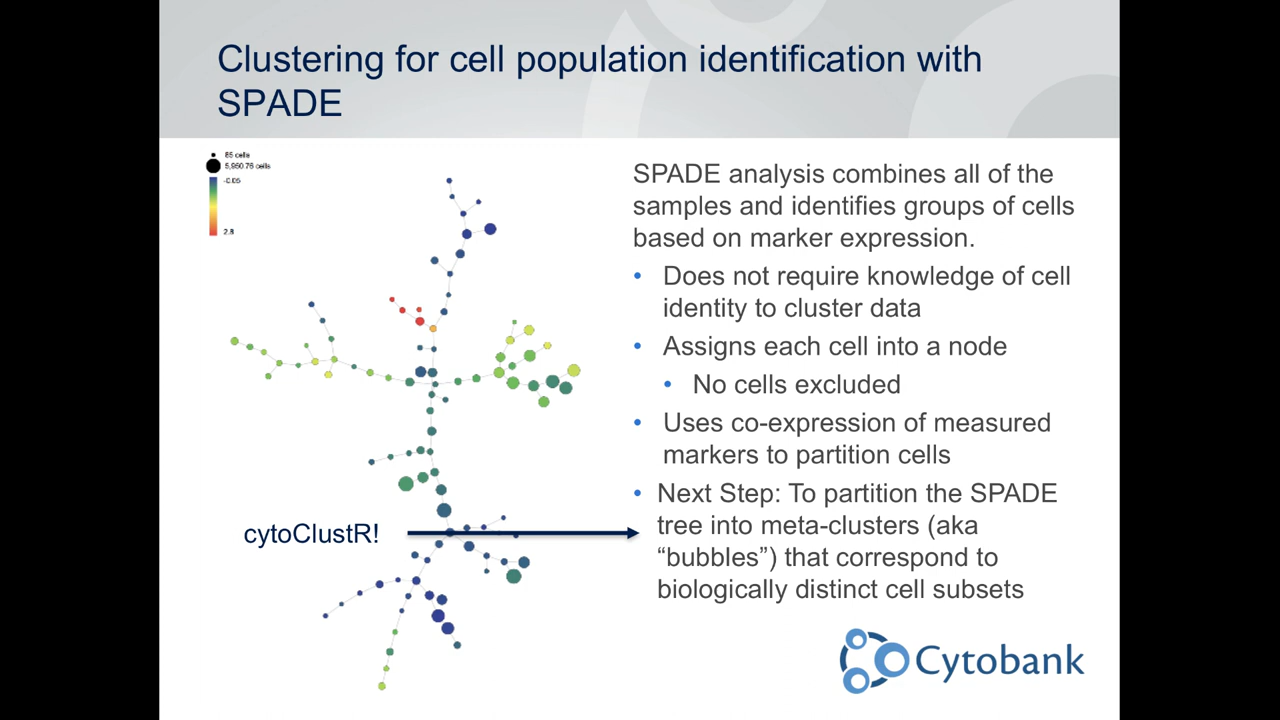 Clustering for cell population identification with
SPADE
85 cells
5,950.76 cells
-0.05
2.8
SPADE analysis combines all of the
samples and identifies groups of cells
based on marker expression.
• Does not require knowledge of cell
identity to cluster data
• Assigns each cell into a node
• No cells excluded
• Uses co-expression of measured
markers to partition cells
• Next Step: To partition the SPADE
tree into meta-clusters (aka
“bubbles”) that correspond to
biologically distinct cell subsets
cytoClustR!
Cytobank